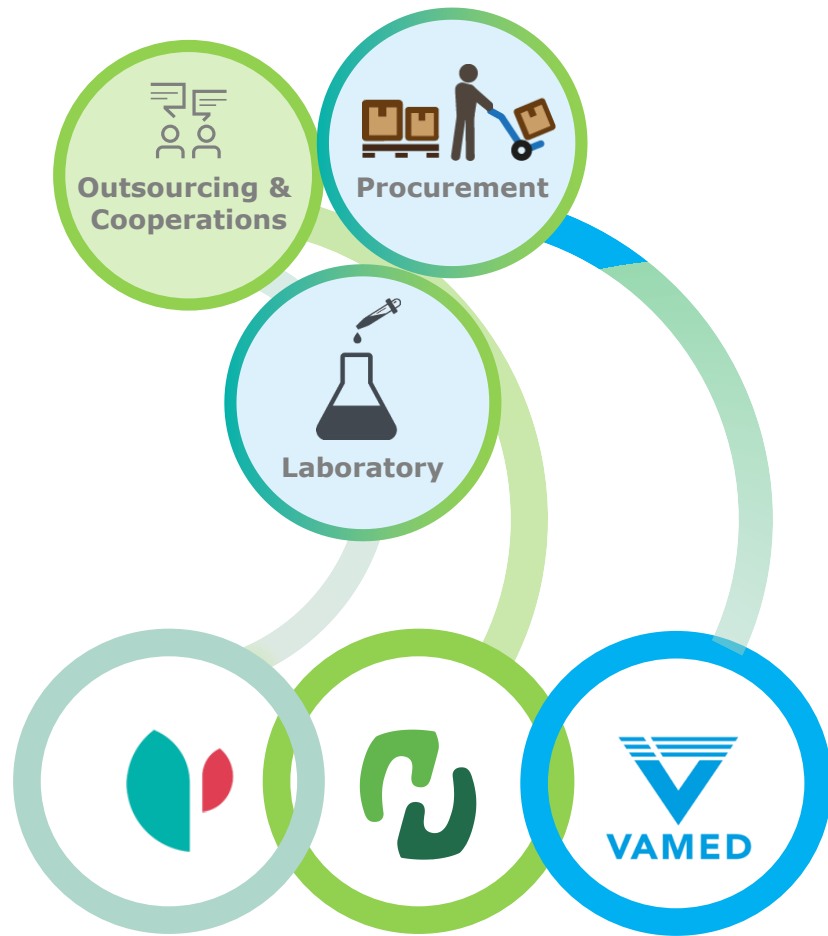 Outsourcing &
Cooperations
Procurement
Laboratory
VAMED